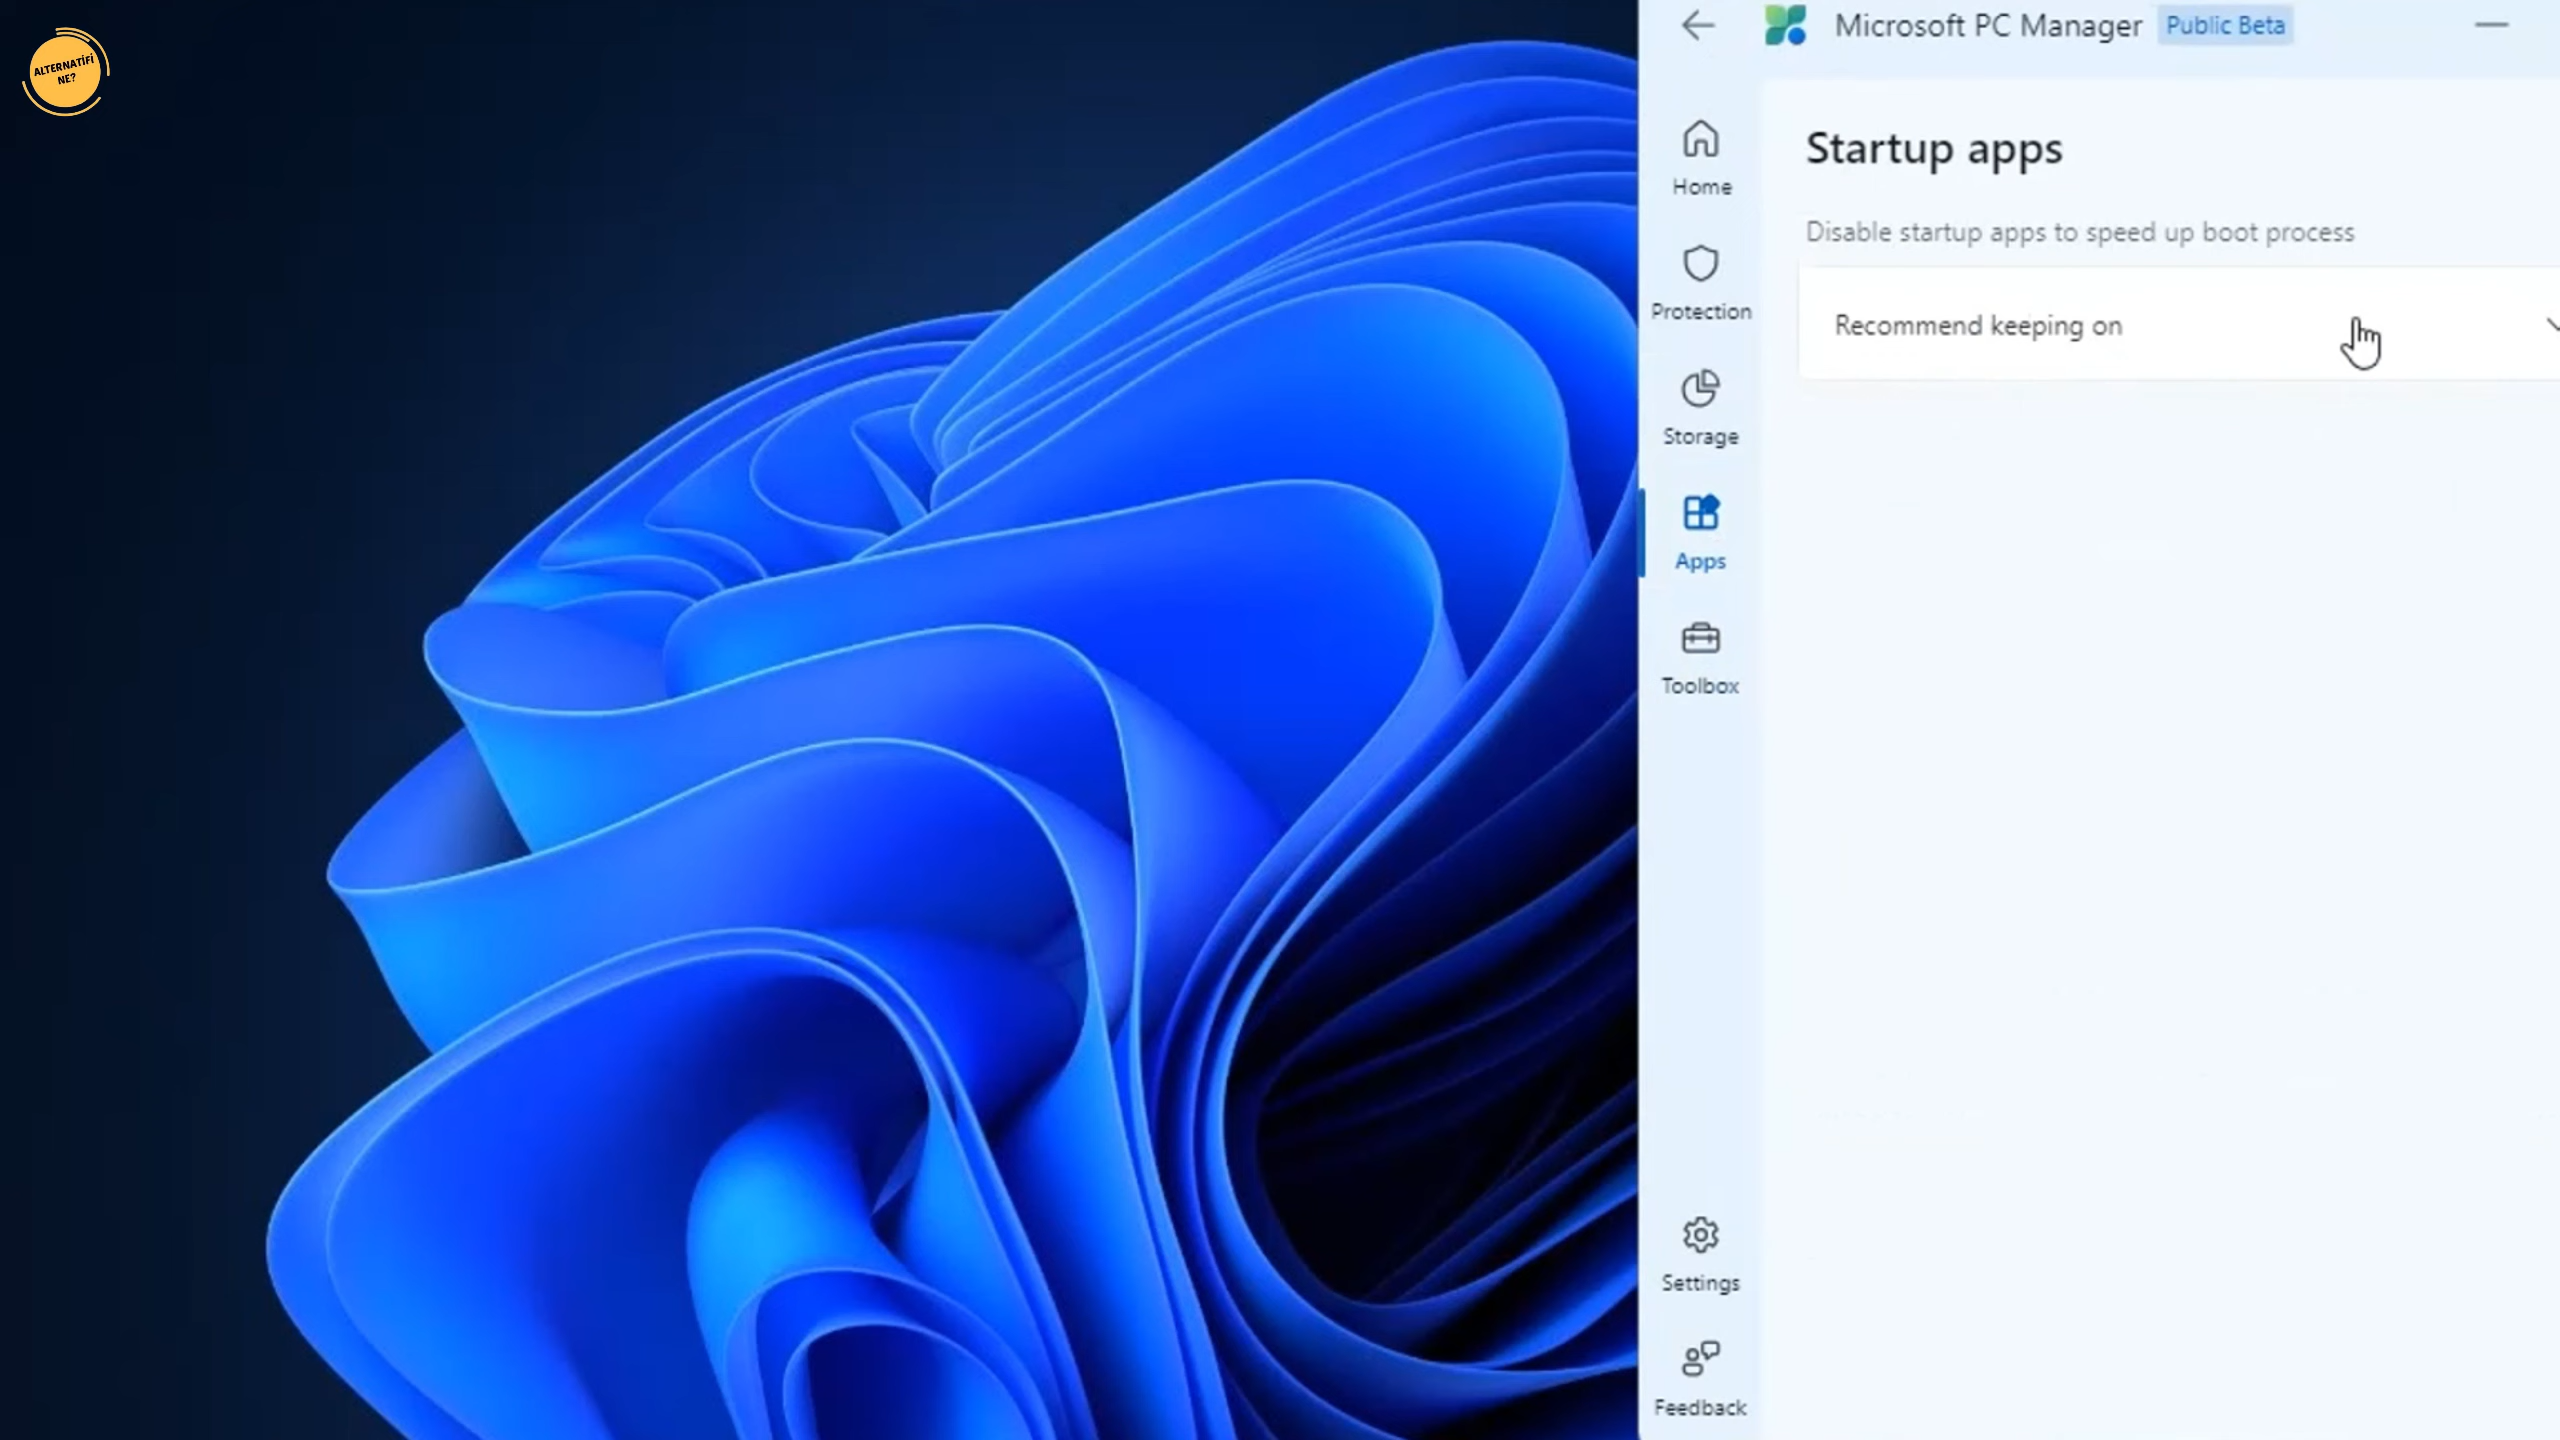 ALTERNATİFİ
NE?
Microsoft PC Manager Public Beta
Startup apps
Disable startup apps to speed up boot process
Recommend keeping on
Home
Protection
Storage
Apps
Toolbox
Settings
Feedback